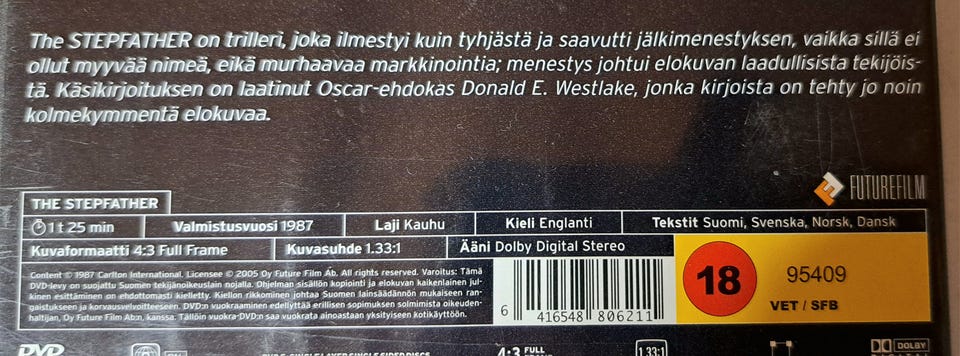 The STEPFATHER on trilleri, joka ilmestyi kuin tyhjästä ja saavutti jälkimenestyksen, vaikka sillä ei
ollut myyvää nimeä, eikä murhaavaa markkinointia; menestys johtui elokuvan laadullisista tekijöis-
tä. Käsikirjoituksen on laatinut Oscar-ehdokas Donald E. Westlake, jonka kirjoista on tehty jo noin
kolmekymmentä elokuvaa.
FUTUREFILM
THE STEPFATHER
1 t 25 min Valmistusvuosi 1987 Laji Kauhu Kieli Englanti Tekstit Suomi, Svenska, Norsk, Dansk
Kuvaformaatti 4:3 Full Frame Kuvasuhde 1.33:1 Ääni Dolby Digital Stereo
Content © 1987 Carlton International. Licensee © 2005 Oy Future Film Ab. All rights reserved. Varoitus: Tämä
DVD-levy on suojattu Suomen tekijänoikeuslain nojalla. Ohjelman sisällön tai elokuvan kaikenlainen jul-
kinen esittäminen on ehdottomasti kielletty. Kiellon rikkominen johtaa Suomen lainsäädännön mukaiseen ran-
gaistukseen ja korvausvelvoitteeseen. DVD:n vuokraaminen edellyttää erillisen sopimuksen solmimista oikeuden-
haltijan, Oy Future Film Ab:n, kanssa. Tällöin vuokra-DVD:n saa vuokrata ainoastaan yksityiseen kotikäyttöön.
6 416548 806211
18
95409
VET / SFB
DVD
4:3 FULL
1.33:1
DOLBY